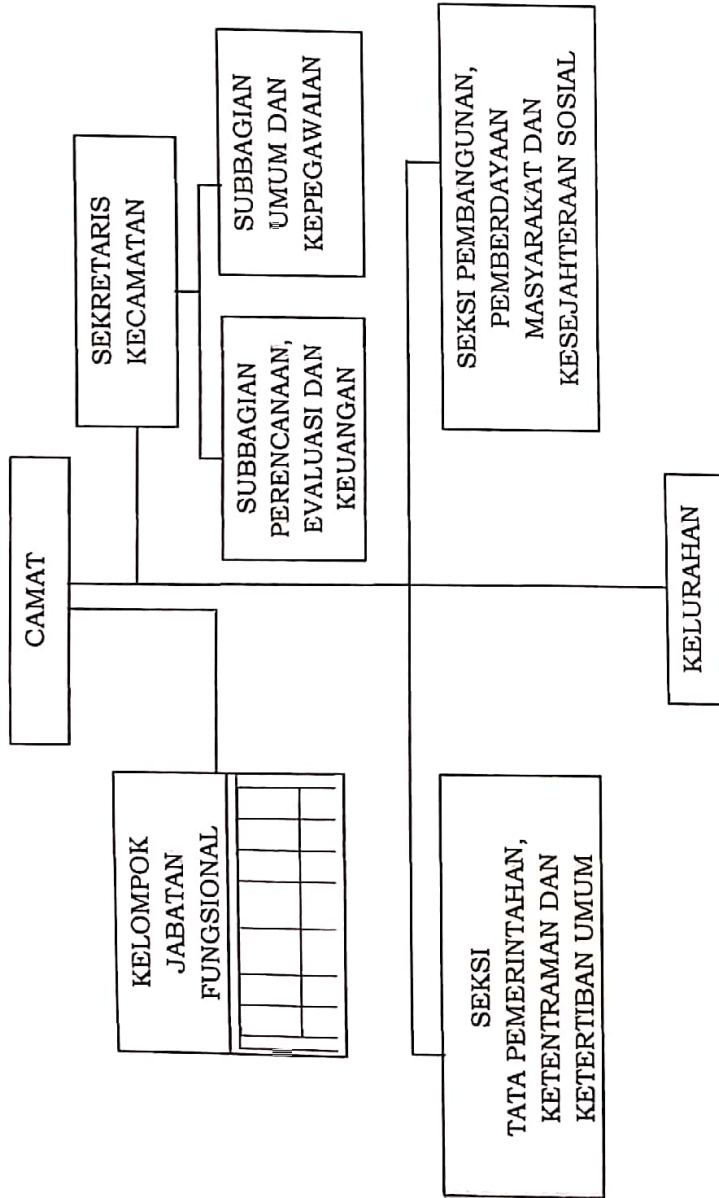 CAMAT
SEKRETARIS
KECAMATAN
KELOMPOK
JABATAN
FUNGSIONAL
SUBBAGIAN
PERENCANAAN,
EVALUASI DAN
KEUANGAN
SUBBAGIAN
UMUM DAN
KEPEGAWAIAN
SEKSI
TATA PEMERINTAHAN,
KETENTRAMAN DAN
KETERTIBAN UMUM
SEKSI PEMBANGUNAN,
PEMBERDAYAAN
MASYARAKAT DAN
KESEJAHTERAAN SOSIAL
KELURAHAN